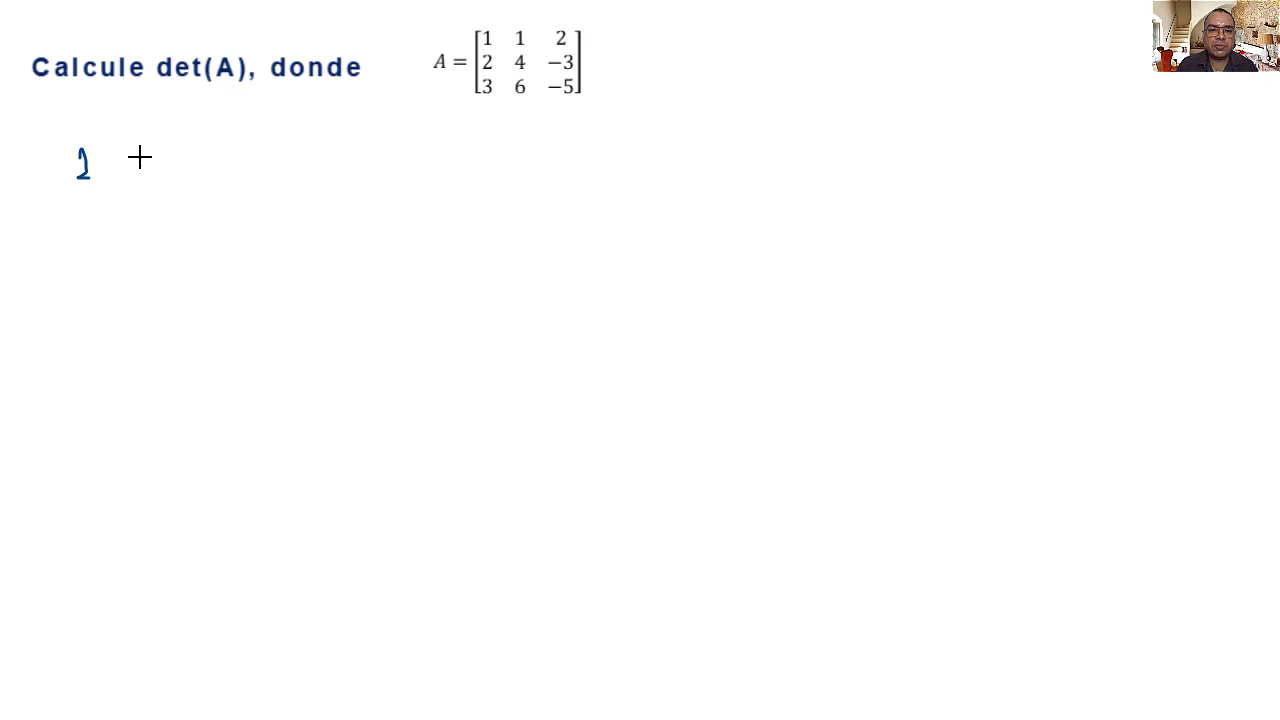 Calcule det(A), donde
A = [1 1 2
2 4 −3
3 6 −5]
1